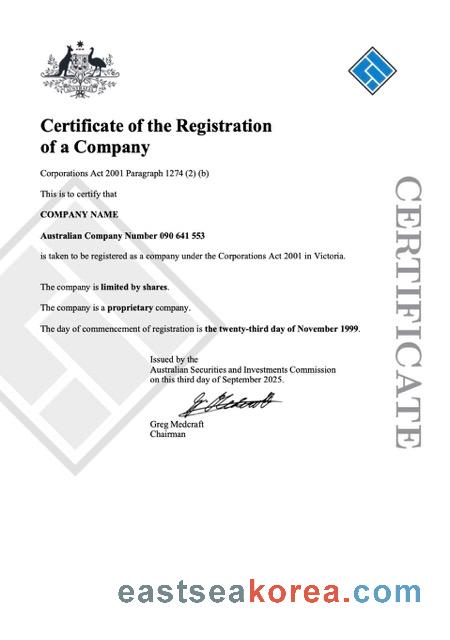 AUSTRALIA
Certificate of the Registration
of a Company
Corporations Act 2001 Paragraph 1274 (2) (b)
This is to certify that
COMPANY NAME
Australian Company Number 090 641 553
is taken to be registered as a company under the Corporations Act 2001 in Victoria.
The company is limited by shares.
The company is a proprietary company.
The day of commencement of registration is the twenty-third day of November 1999.
Issued by the
Australian Securities and Investments Commission
on this third day of September 2025.
Greg Medcraft
Chairman
CERTIFICATE
eastseakorea.com